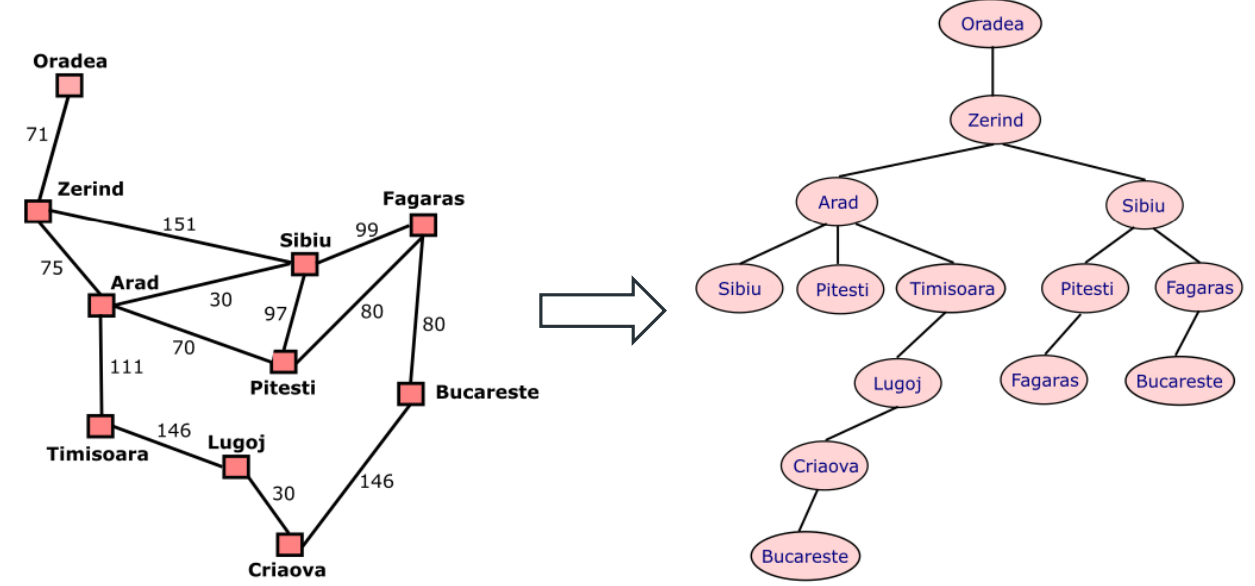 Oradea
71
Zerind
151
75
Arad
Sibiu
99
Fagaras
30
97
80
80
70
Pitesti
Bucareste
111
Timisoara
146
Lugoj
30
146
Criaova
Oradea
Zerind
Arad
Sibiu
Sibiu
Pitesti
Timisoara
Pitesti
Fagaras
Lugoj
Fagaras
Bucareste
Criaova
Bucareste